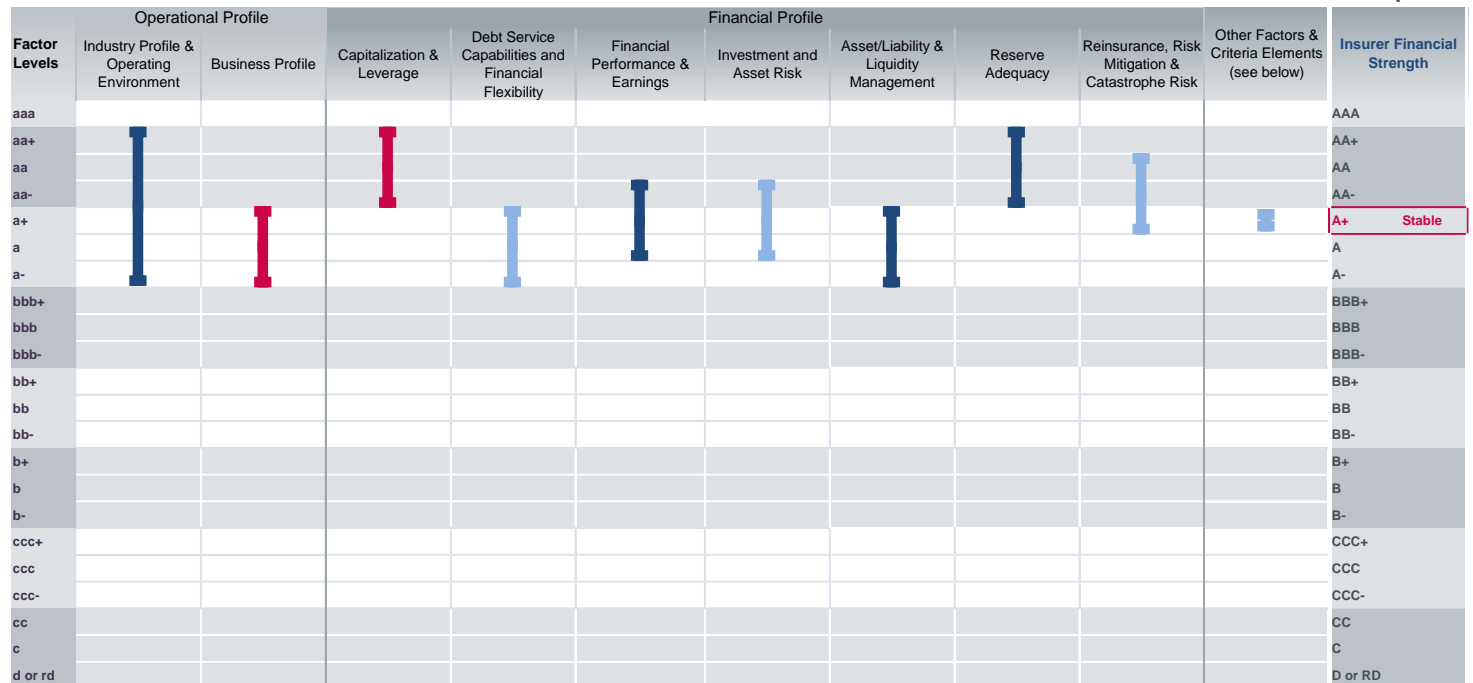 Operational Profile
Financial Profile
Factor
Levels
Industry Profile &
Operating
Environment
Business Profile
Capitalization &
Leverage
Debt Service
Capabilities and
Financial
Flexibility
Financial
Performance &
Earnings
Investment and
Asset Risk
Asset/Liability &
Liquidity
Management
Reserve
Adequacy
Reinsurance, Risk
Mitigation &
Catastrophe Risk
Other Factors &
Criteria Elements
(see below)
Insurer Financial
Strength
aaa AAA
aa+ AA+
aa AA
aa- AA-
a+ A+ Stable
a A
a- A-
bbb+ BBB+
bbb BBB
bbb- BBB-
bb+ BB+
bb BB
bb- BB-
b+ B+
b B
b- B-
ccc+ CCC+
ccc CCC
ccc- CCC-
cc CC
c C
d or rd D or RD